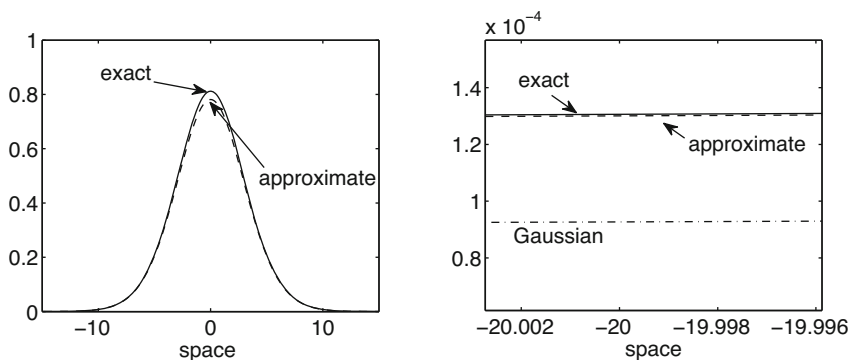 1
0.8
0.6
0.4
0.2
0
−10
0
10
space
exact
approximate
x 10⁻⁴
1.4
1.2
1
0.8
−20.002
−20
−19.998
−19.996
space
exact
approximate
Gaussian